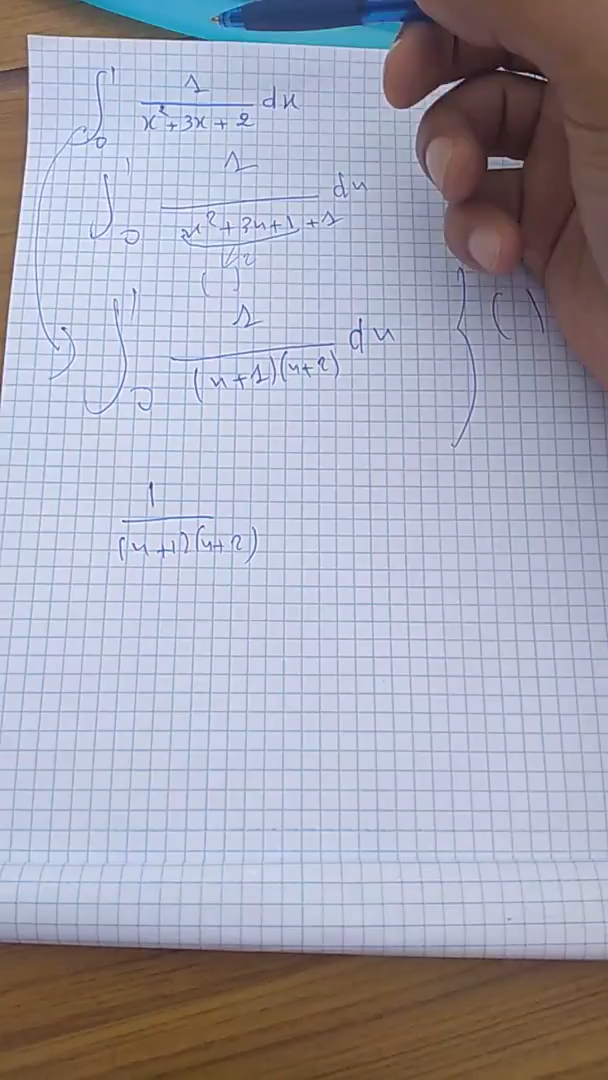 ∫₀¹ 1/(x²+3x+2) dx
∫₀¹ 1/(x²+3x+1+1) dx
( )
∫₀¹ 1/((x+1)(x+2)) dx } ( )
1/((x+1)(x+2))